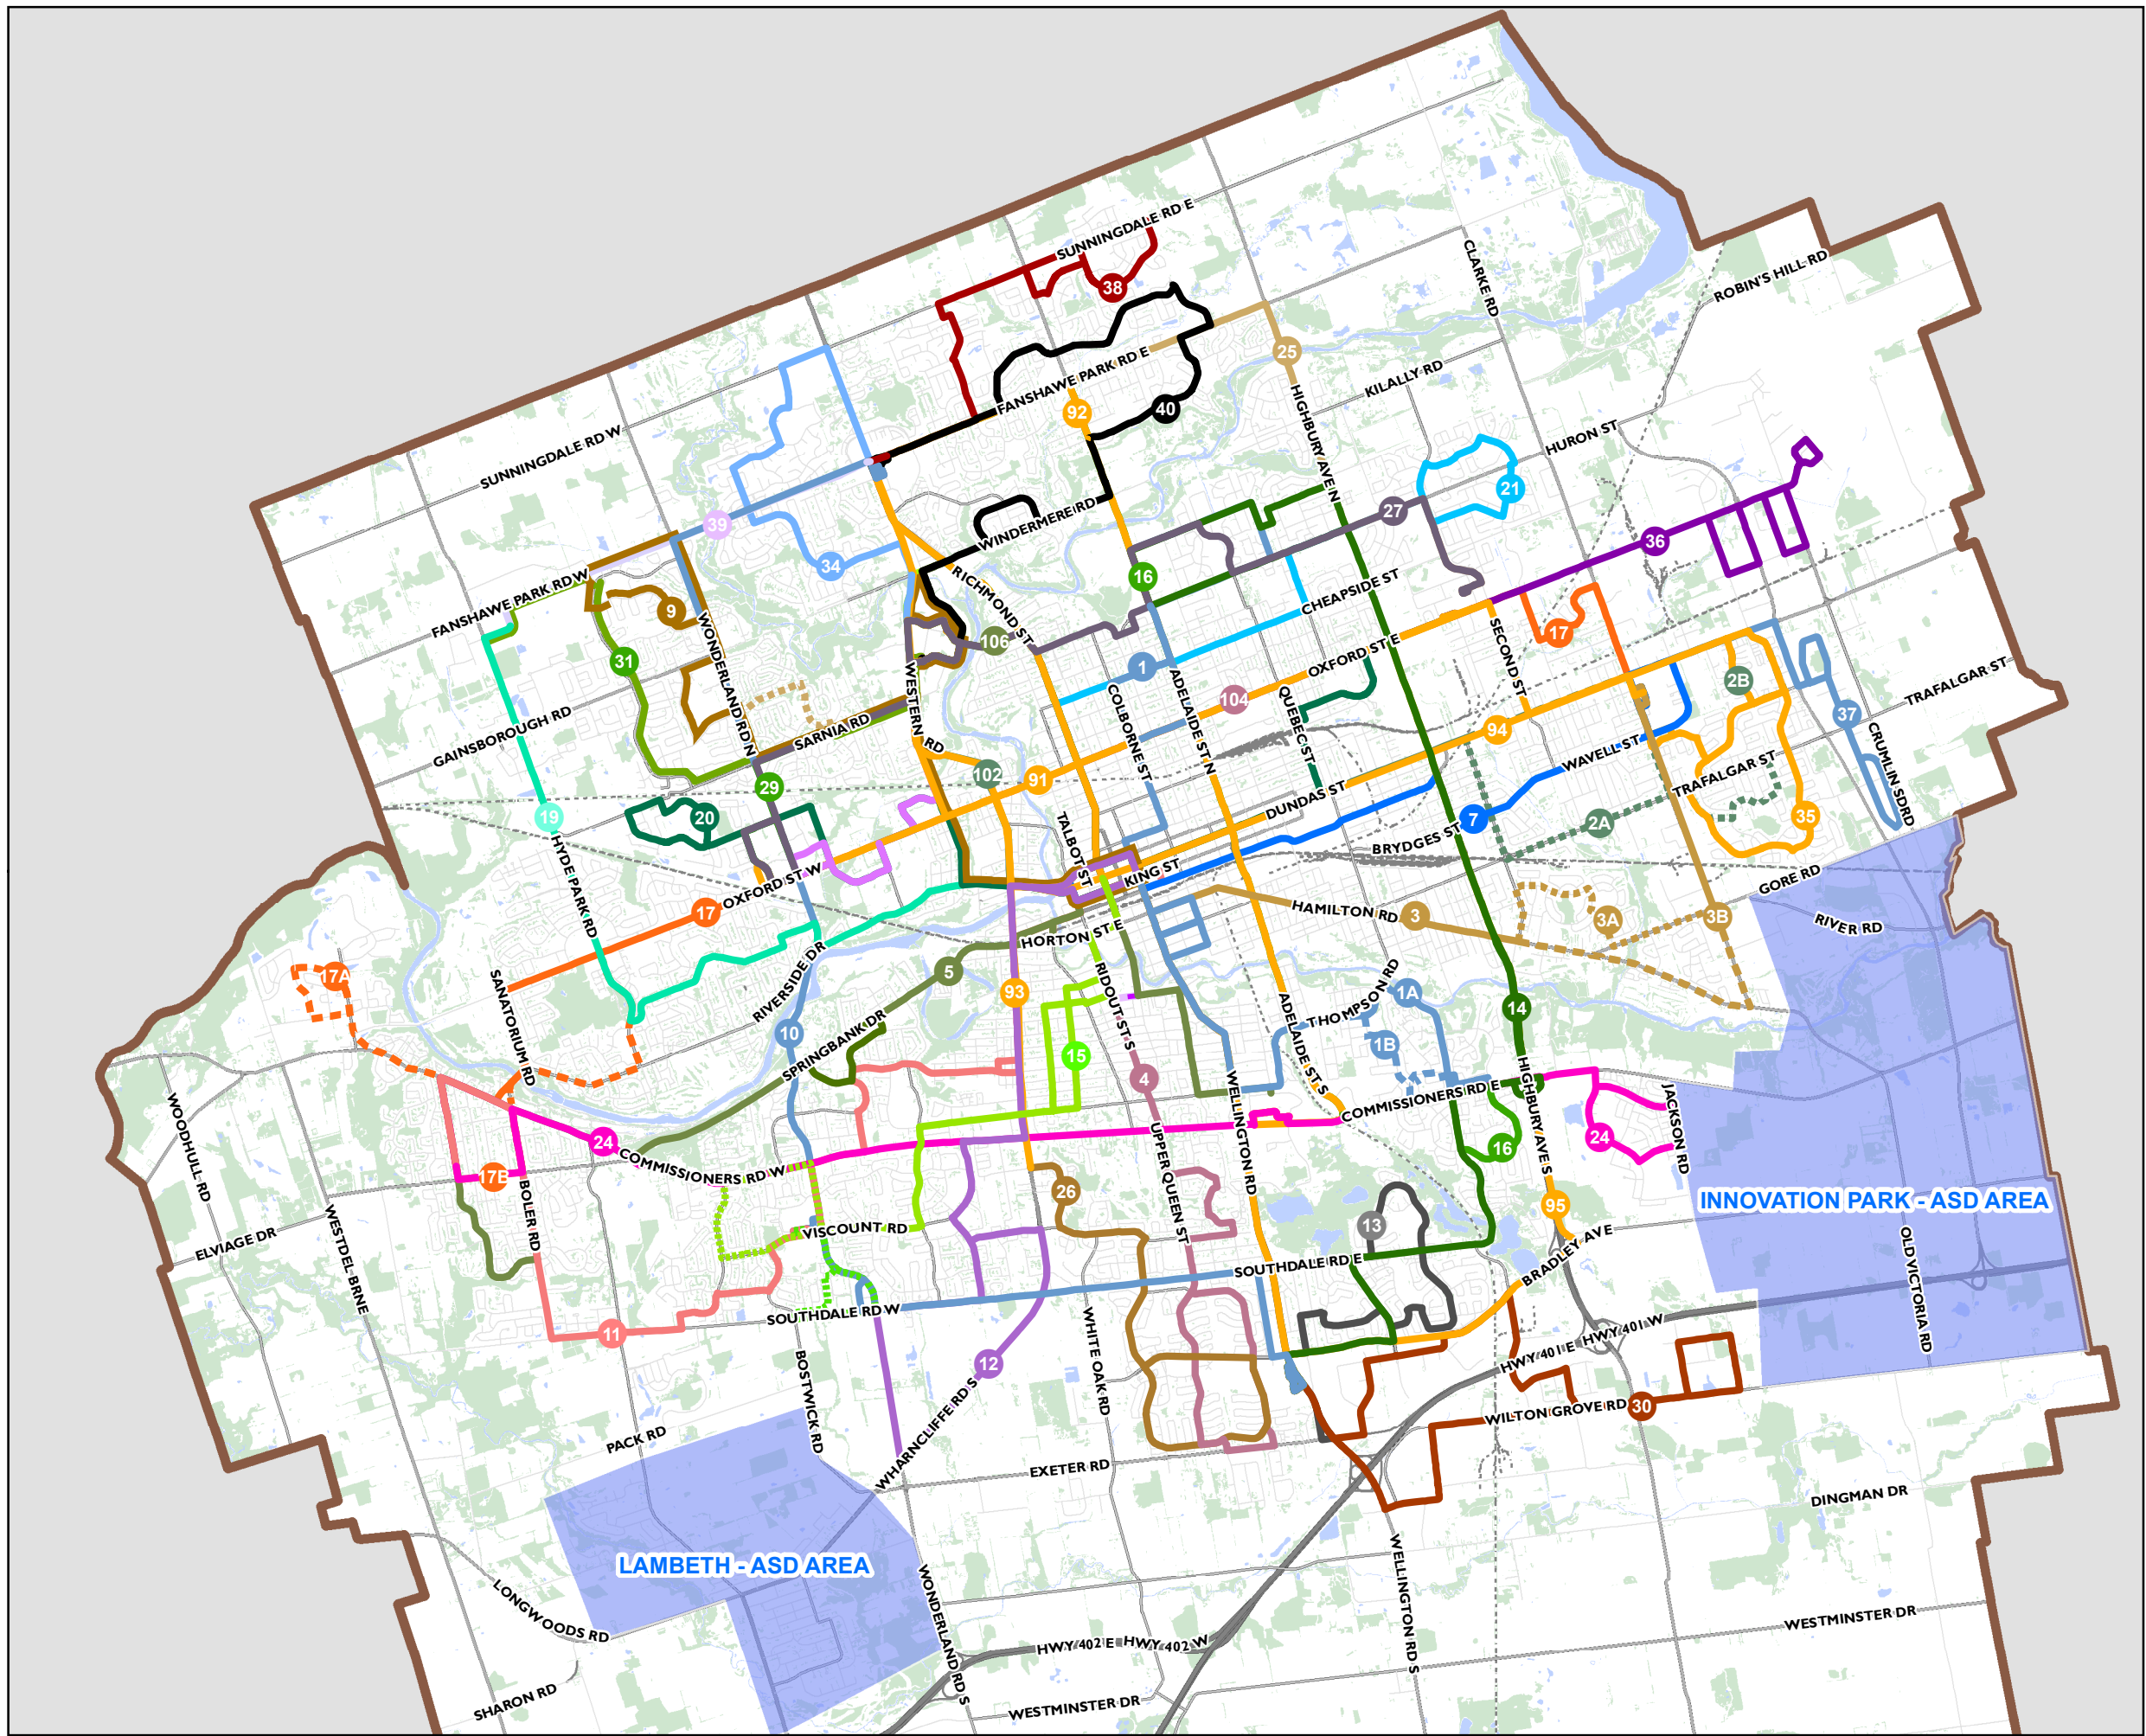 SUNNINGDALE RD E
38
ROBIN'S HILL RD
CLARKE RD
25
FANSHAWE PARK RD E
KILALLY RD
92
40
HIGHBURY AVE N
HURON ST
SUNNINGDALE RD W
21
39
27
WINDERMERE RD
36
34
RICHMOND ST
16
CHEAPSIDE ST
FANSHAWE PARK RD W
9
WONDERLAND RD N
SECOND ST
17
106
OXFORD ST E
31
1
WESTERN RD
ADELAIDE ST N
COLBORNE ST
104
QUEBEC ST
2B
TRAFALGAR ST
GAINSBOROUGH RD
SARNIA RD
94
37
CRUMLIN SDRD
WAVELL ST
102
91
29
TRAFALGAR ST
DUNDAS ST
19
20
TALBOT ST
7
2A
35
BRYDGES ST
HYDE PARK RD
OXFORD ST W
KING ST
GORE RD
17
HAMILTON RD
3
3A
3B
RIVER RD
HORTON ST E
RIVERSIDE DR
5
17A
SANATORIUM RD
93
RIDOUT ST S
1A
ADELAIDE ST S
THOMPSON RD
14
10
1B
SPRINGBANK DR
15
4
WELLINGTON RD
COMMISSIONERS RD E
HIGHBURY AVE S
JACKSON RD
WOODHULL RD
24
24
COMMISSIONERS RD W
16
UPPER QUEEN ST
17B
BOLER RD
26
95
INNOVATION PARK - ASD AREA
WESTDEL BRNE
VISCOUNT RD
13
BRADLEY AVE
ELVIAGE DR
OLD VICTORIA RD
SOUTHDALE RD E
SOUTHDALE RD W
WHITE OAK RD
11
HWY 401 W
HWY 401 E
12
BOSTWICK RD
WHARNCLIFFE RD S
WILTON GROVE RD
30
PACK RD
EXETER RD
DINGMAN DR
LAMBETH - ASD AREA
WONDERLAND RD S
WELLINGTON RD S
LONGWOODS RD
WESTMINSTER DR
HWY 402 E
HWY 402 W
SHARON RD
WESTMINSTER DR